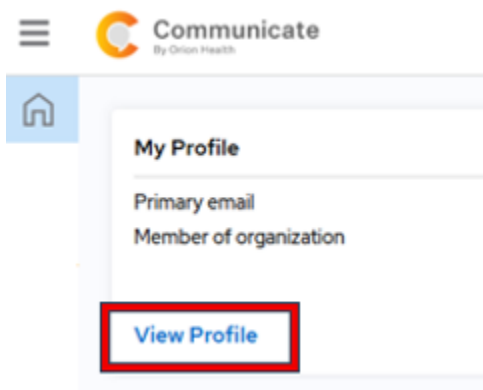 Communicate
By Orion Health
My Profile
Primary email
Member of organization
View Profile